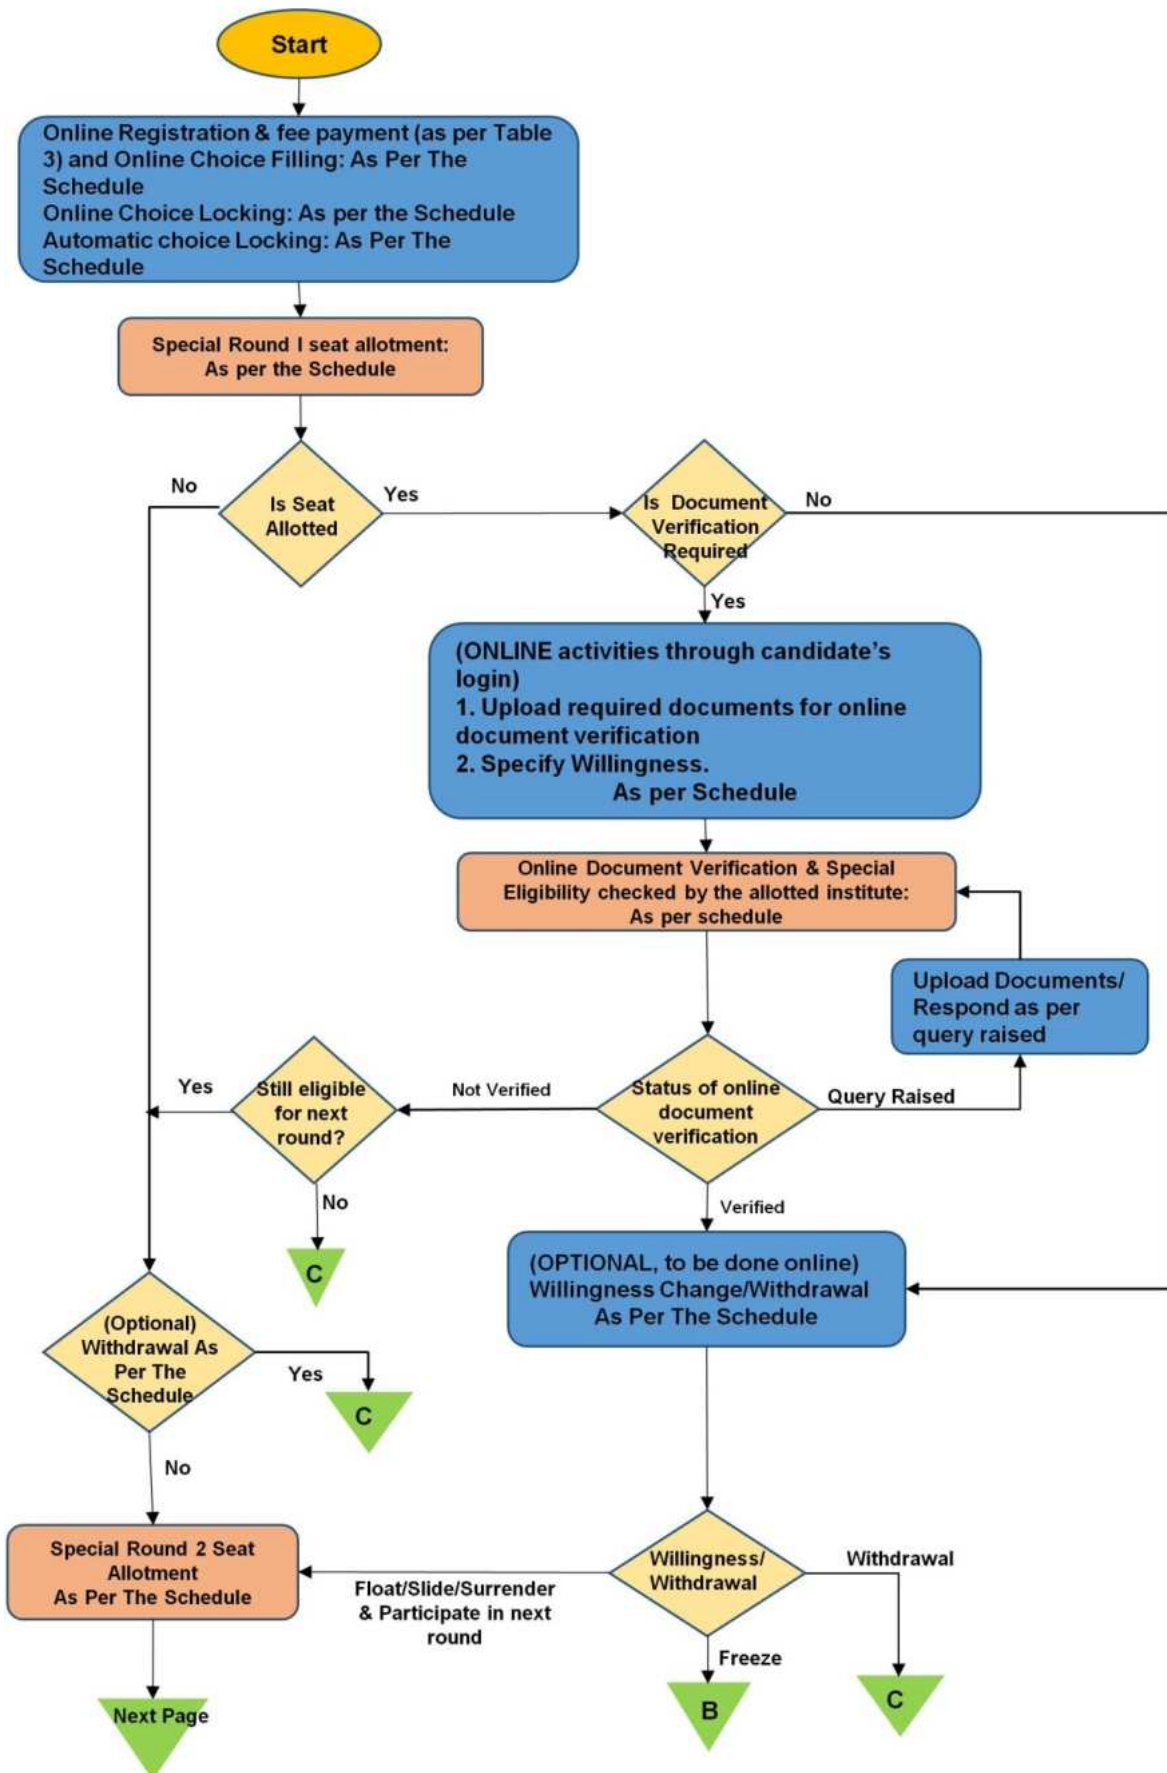 Start
Online Registration & fee payment (as per Table
3) and Online Choice Filling: As Per The
Schedule
Online Choice Locking: As per the Schedule
Automatic choice Locking: As Per The
Schedule
Special Round I seat allotment:
As per the Schedule
No
Is Seat
Allotted
Yes
Is Document
Verification
Required
No
Yes
(ONLINE activities through candidate's
login)
1. Upload required documents for online
document verification
2. Specify Willingness.
As per Schedule
Online Document Verification & Special
Eligibility checked by the allotted institute:
As per schedule
Upload Documents/
Respond as per
query raised
Yes
Still eligible
for next
round?
Not Verified
Status of online
document
verification
Query Raised
No
Verified
C
(OPTIONAL, to be done online)
Willingness Change/Withdrawal
As Per The Schedule
(Optional)
Withdrawal As
Per The
Schedule
Yes
C
No
Special Round 2 Seat
Allotment
As Per The Schedule
Float/Slide/Surrender
& Participate in next
round
Willingness/
Withdrawal
Withdrawal
Freeze
Next Page
B
C